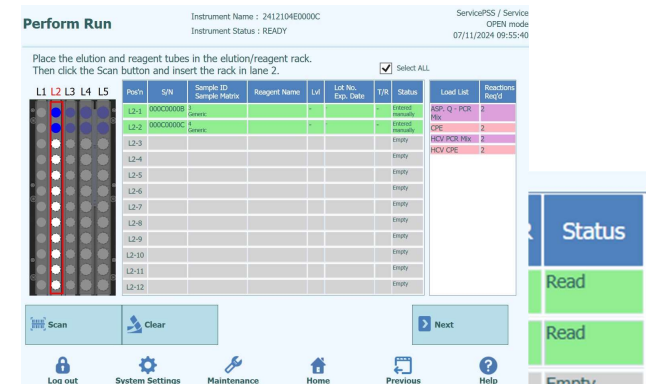 Perform Run
Instrument Name : 2412104E0000C
Instrument Status : READY
ServicePSS / Service
OPEN mode
07/11/2024 09:55:40
Place the elution and reagent tubes in the elution/reagent rack.
Then click the Scan button and insert the rack in lane 2.
Select ALL
L1 L2 L3 L4 L5
Pos'n S/N Sample ID Sample Matrix Reagent Name Lvl Lot No. Exp. Date T/R Status
L2-1 000C0000B 3 Generic - - Entered manually
L2-2 000C0000C 4 Generic - - Entered manually
L2-3 Empty
L2-4 Empty
L2-5 Empty
L2-6 Empty
L2-7 Empty
L2-8 Empty
L2-9 Empty
L2-10 Empty
L2-11 Empty
L2-12 Empty
Load List Reactions Req'd
ASP. Q - PCR Mix 2
CPE 2
HCV PCR Mix 2
HCV CPE 2
Status
Read
Read
Empty
Scan
Clear
Next
Log out
System Settings
Maintenance
Home
Previous
Help